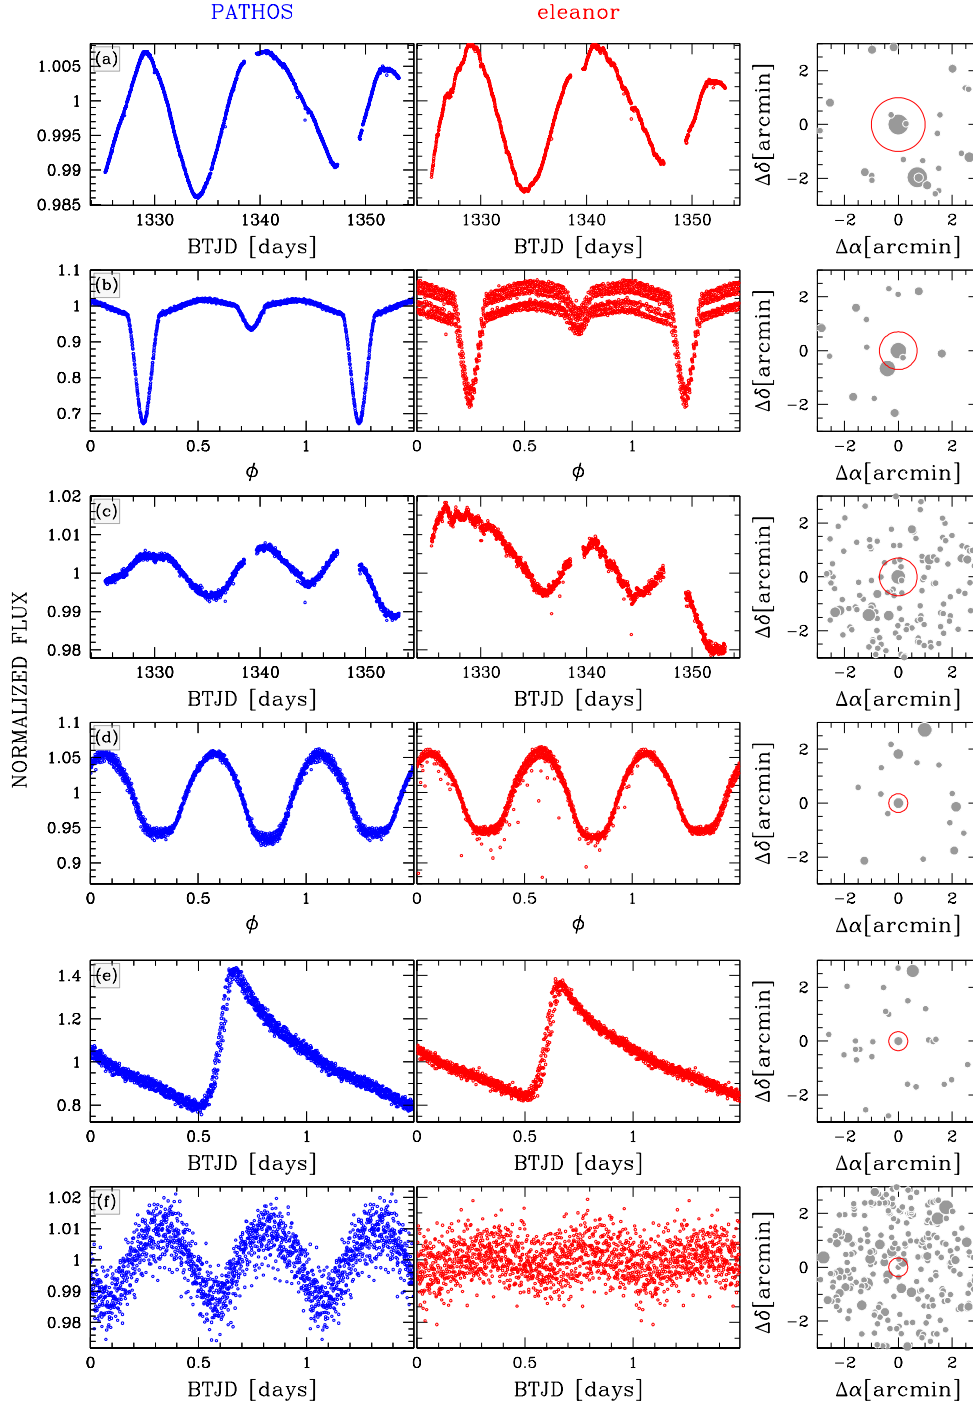 PATHOS eleanor
NORMALIZED FLUX
(a)
1.005
1
0.995
0.99
0.985
1330 1340 1350 1330 1340 1350
BTJD [days] BTJD [days]
Δδ[arcmin]
2
0
−2
−2 0 2
Δα[arcmin]
(b)
1.1
1
0.9
0.8
0.7
0 0.5 1 0 0.5 1
ϕ ϕ
Δδ[arcmin]
2
0
−2
−2 0 2
Δα[arcmin]
(c)
1.02
1.01
1
0.99
0.98
1330 1340 1350 1330 1340 1350
BTJD [days] BTJD [days]
Δδ[arcmin]
2
0
−2
−2 0 2
Δα[arcmin]
(d)
1.1
1.05
1
0.95
0.9
0 0.5 1 0 0.5 1
ϕ ϕ
Δδ[arcmin]
2
0
−2
−2 0 2
Δα[arcmin]
(e)
1.4
1.2
1
0.8
0 0.5 1 0 0.5 1
BTJD [days] BTJD [days]
Δδ[arcmin]
2
0
−2
−2 0 2
Δα[arcmin]
(f)
1.02
1.01
1
0.99
0.98
0 0.5 1 0 0.5 1
BTJD [days] BTJD [days]
Δδ[arcmin]
2
0
−2
−2 0 2
Δα[arcmin]